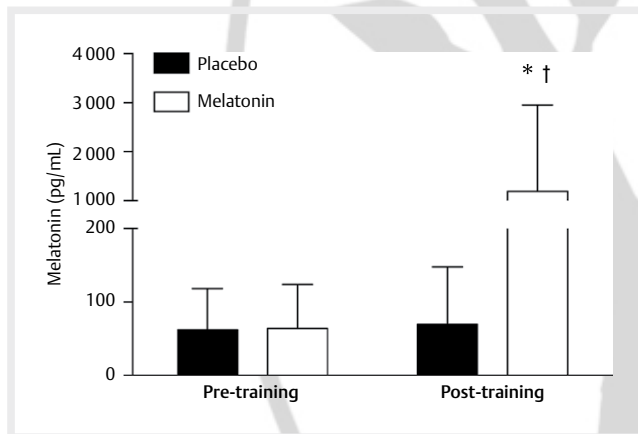 4 000
3 000
2 000
1 000
200
100
0
Melatonin (pg/mL)
Placebo
Melatonin
* †
Pre-training
Post-training